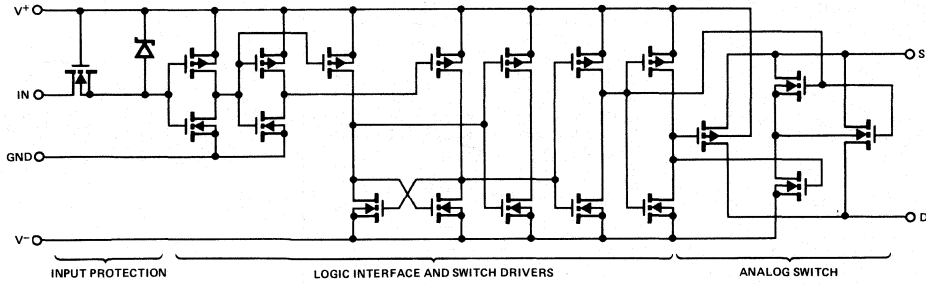 V+
IN
GND
V−
S
D
INPUT PROTECTION
LOGIC INTERFACE AND SWITCH DRIVERS
ANALOG SWITCH